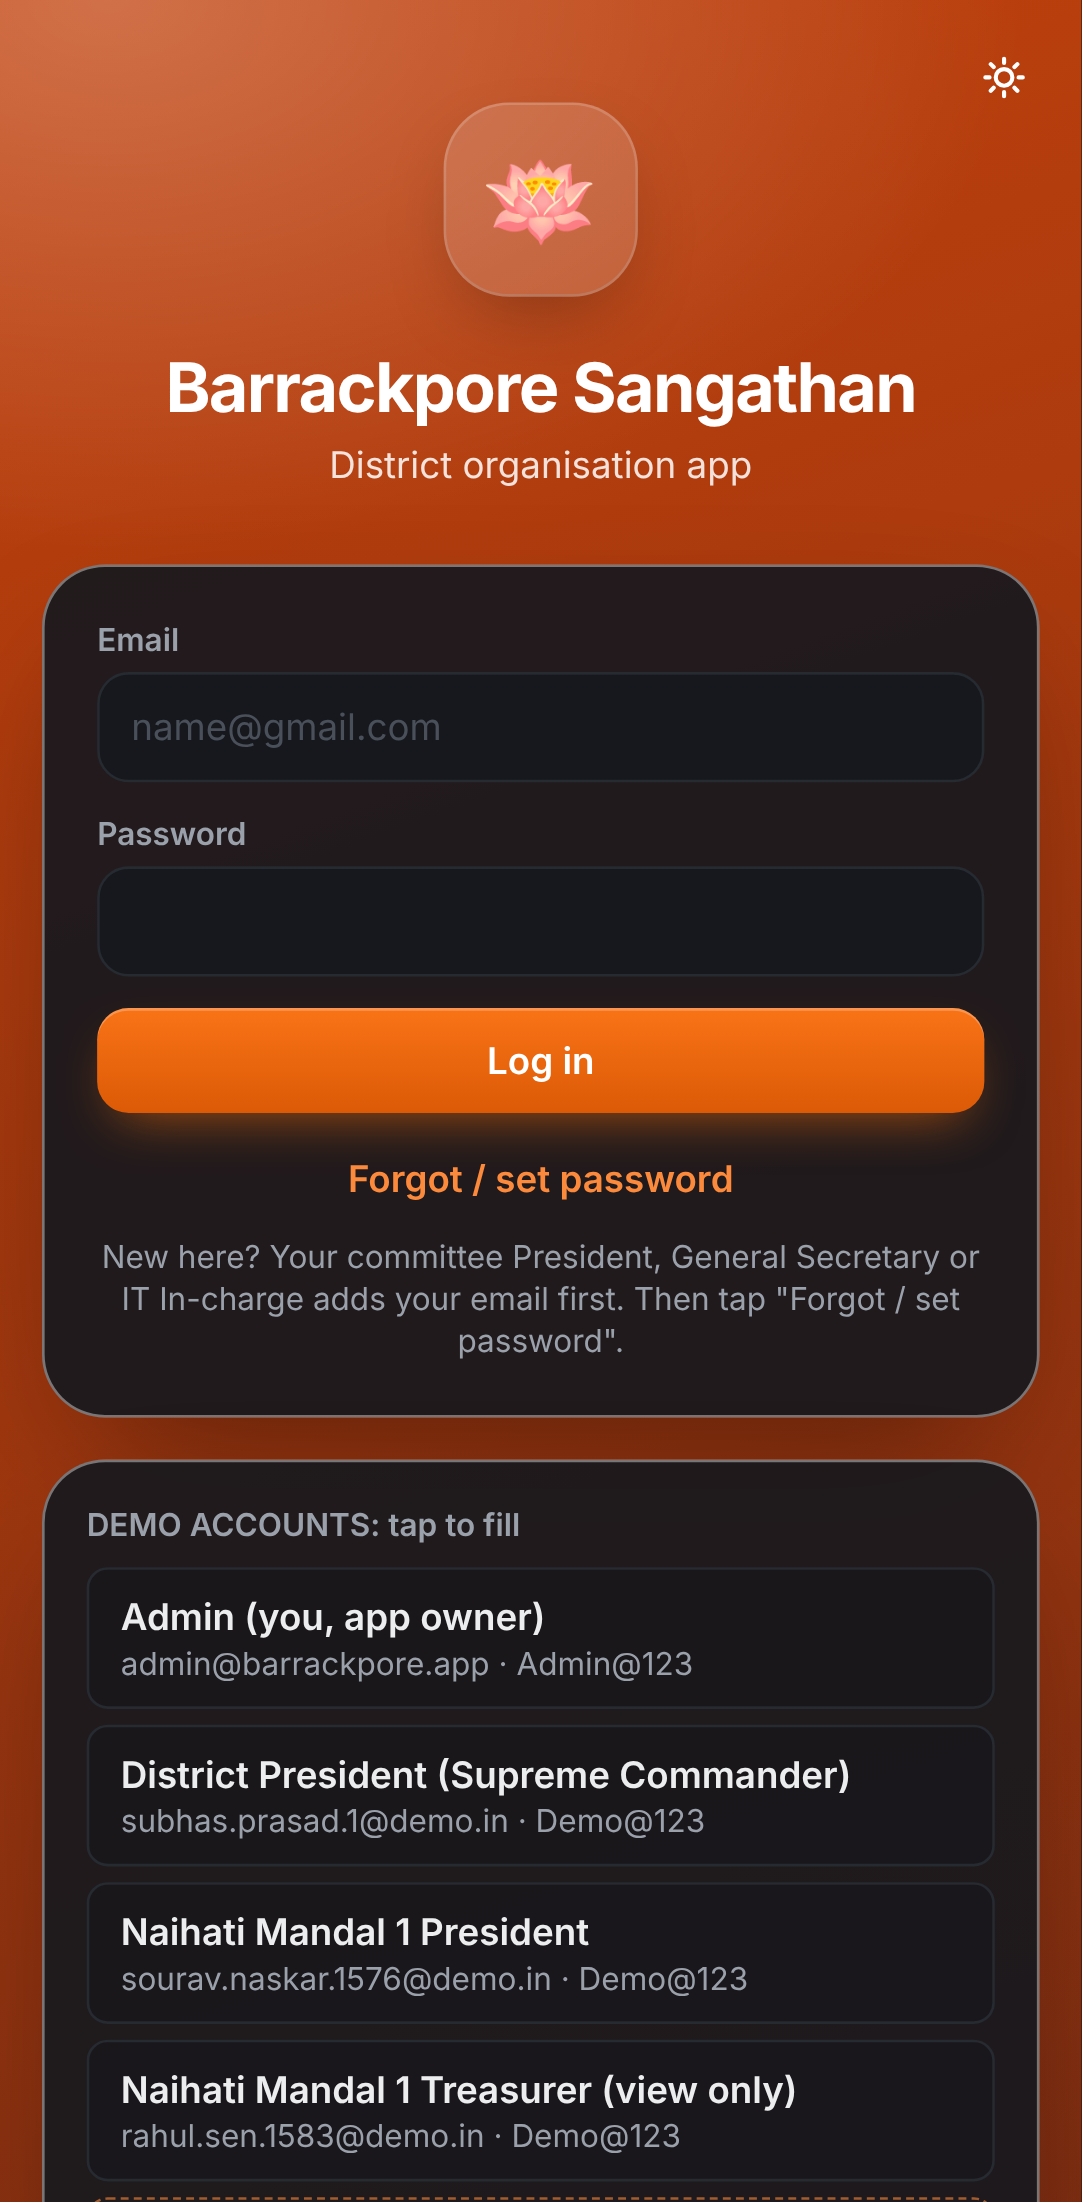 Barrackpore Sangathan
District organisation app
Email
name@gmail.com
Password
Log in
Forgot / set password
New here? Your committee President, General Secretary or
IT In-charge adds your email first. Then tap "Forgot / set
password".
DEMO ACCOUNTS: tap to fill
Admin (you, app owner)
admin@barrackpore.app · Admin@123
District President (Supreme Commander)
subhas.prasad.1@demo.in · Demo@123
Naihati Mandal 1 President
sourav.naskar.1576@demo.in · Demo@123
Naihati Mandal 1 Treasurer (view only)
rahul.sen.1583@demo.in · Demo@123